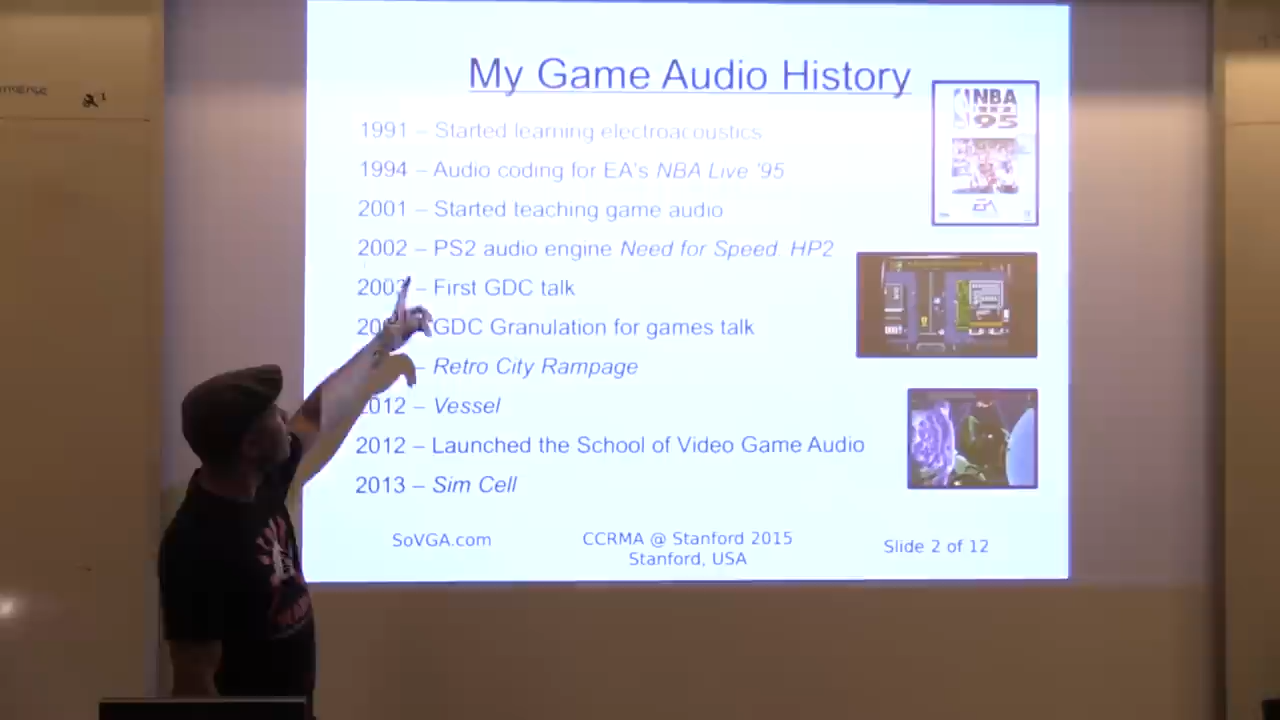 My Game Audio History
1991 – Started learning electroacoustics
1994 – Audio coding for EA's NBA Live '95
2001 – Started teaching game audio
2002 – PS2 audio engine Need for Speed HP2
2003 – First GDC talk
GDC Granulation for games talk
– Retro City Rampage
2012 – Vessel
2012 – Launched the School of Video Game Audio
2013 – Sim Cell
SoVGA.com
CCRMA @ Stanford 2015
Stanford, USA
Slide 2 of 12
NBA
95
EA